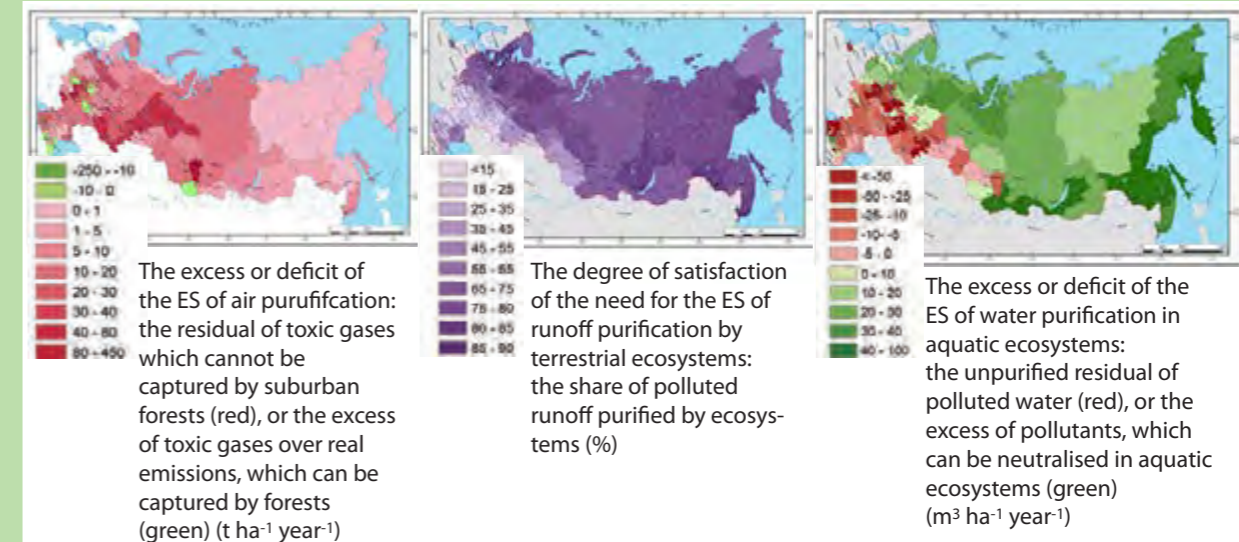 -250 - -10
-10 - 0
0 - 1
1 - 5
5 - 10
10 - 20
20 - 30
30 - 40
40 - 80
80 - 450
The excess or deficit of
the ES of air purufifcation:
the residual of toxic gases
which cannot be
captured by suburban
forests (red), or the excess
of toxic gases over real
emissions, which can be
captured by forests
(green) (t ha-1 year-1)
<15
15 - 25
25 - 35
35 - 45
45 - 55
55 - 65
65 - 75
75 - 80
80 - 85
85 - 90
The degree of satisfaction
of the need for the ES of
runoff purification by
terrestrial ecosystems:
the share of polluted
runoff purified by ecosys-
tems (%)
<-50
-50 - -25
-25 - -10
-5 - 0
0 - 10
10 - 20
20 - 30
30 - 40
40 - 100
The excess or deficit of the
ES of water purification in
aquatic ecosystems:
the unpurified residual of
polluted water (red), or the
excess of pollutants, which
can be neutralised in aquatic
ecosystems (green)
(m³ ha-1 year-1)